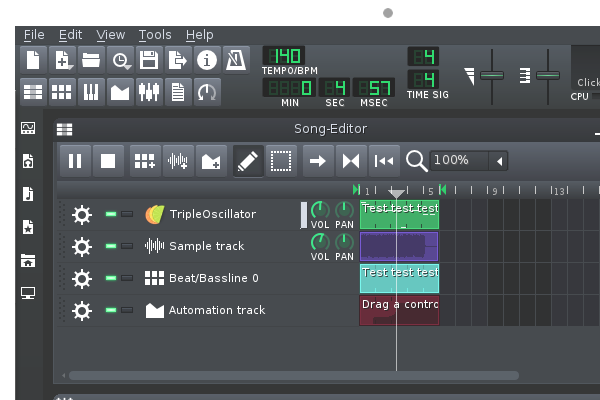 File Edit View Tools Help
140
TEMPO/BPM
0 4 57
MIN SEC MSEC
4
4
TIME SIG
Click
CPU
Song-Editor
100%
1 5 9 13
TripleOscillator VOL PAN Test test test
Sample track VOL PAN
Beat/Bassline 0 Test test test
Automation track Drag a contro